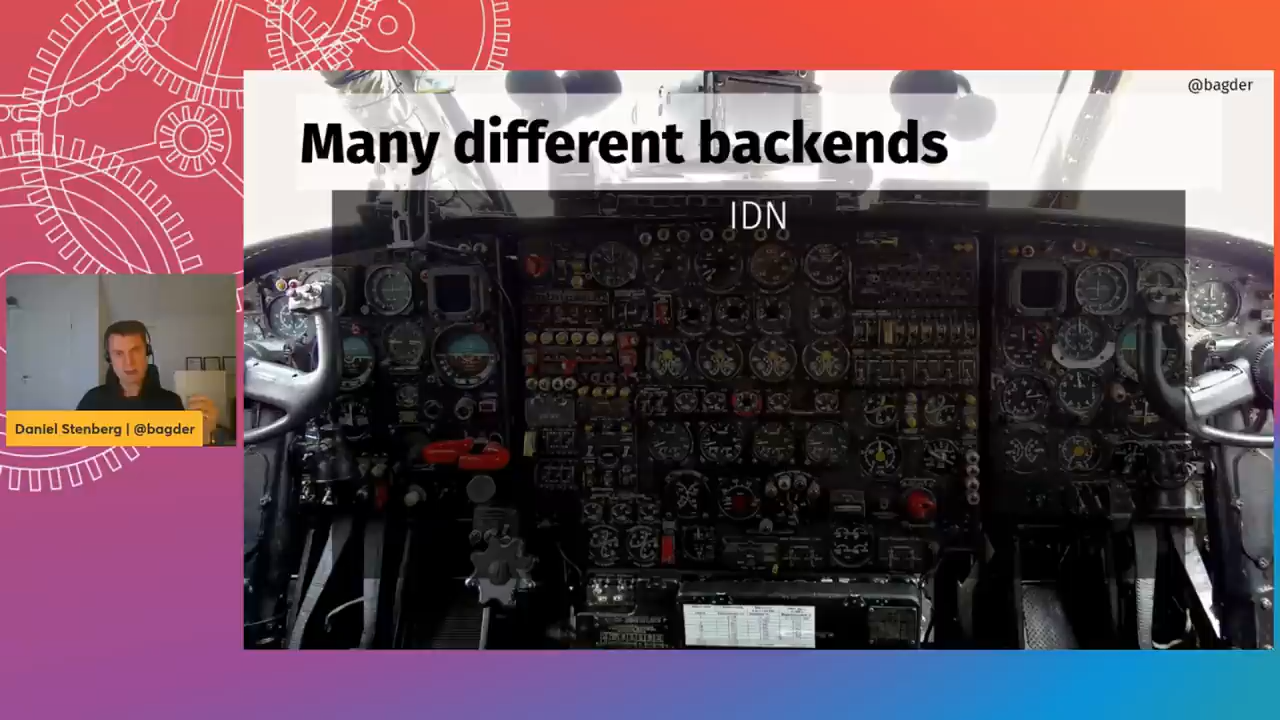 @bagder
Many different backends
IDN
Daniel Stenberg | @bagder